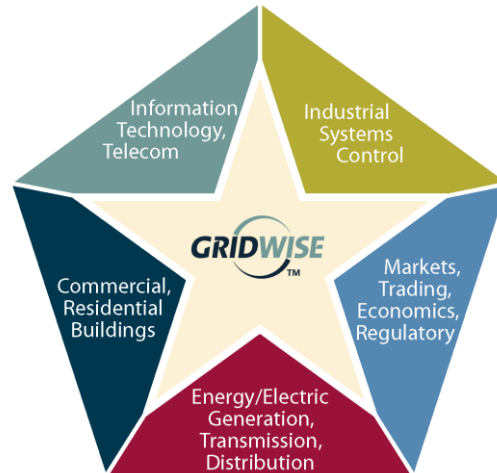 Information
Technology,
Telecom
Industrial
Systems
Control
GRIDWISE
TM
Commercial,
Residential
Buildings
Markets,
Trading,
Economics,
Regulatory
Energy/Electric
Generation,
Transmission,
Distribution